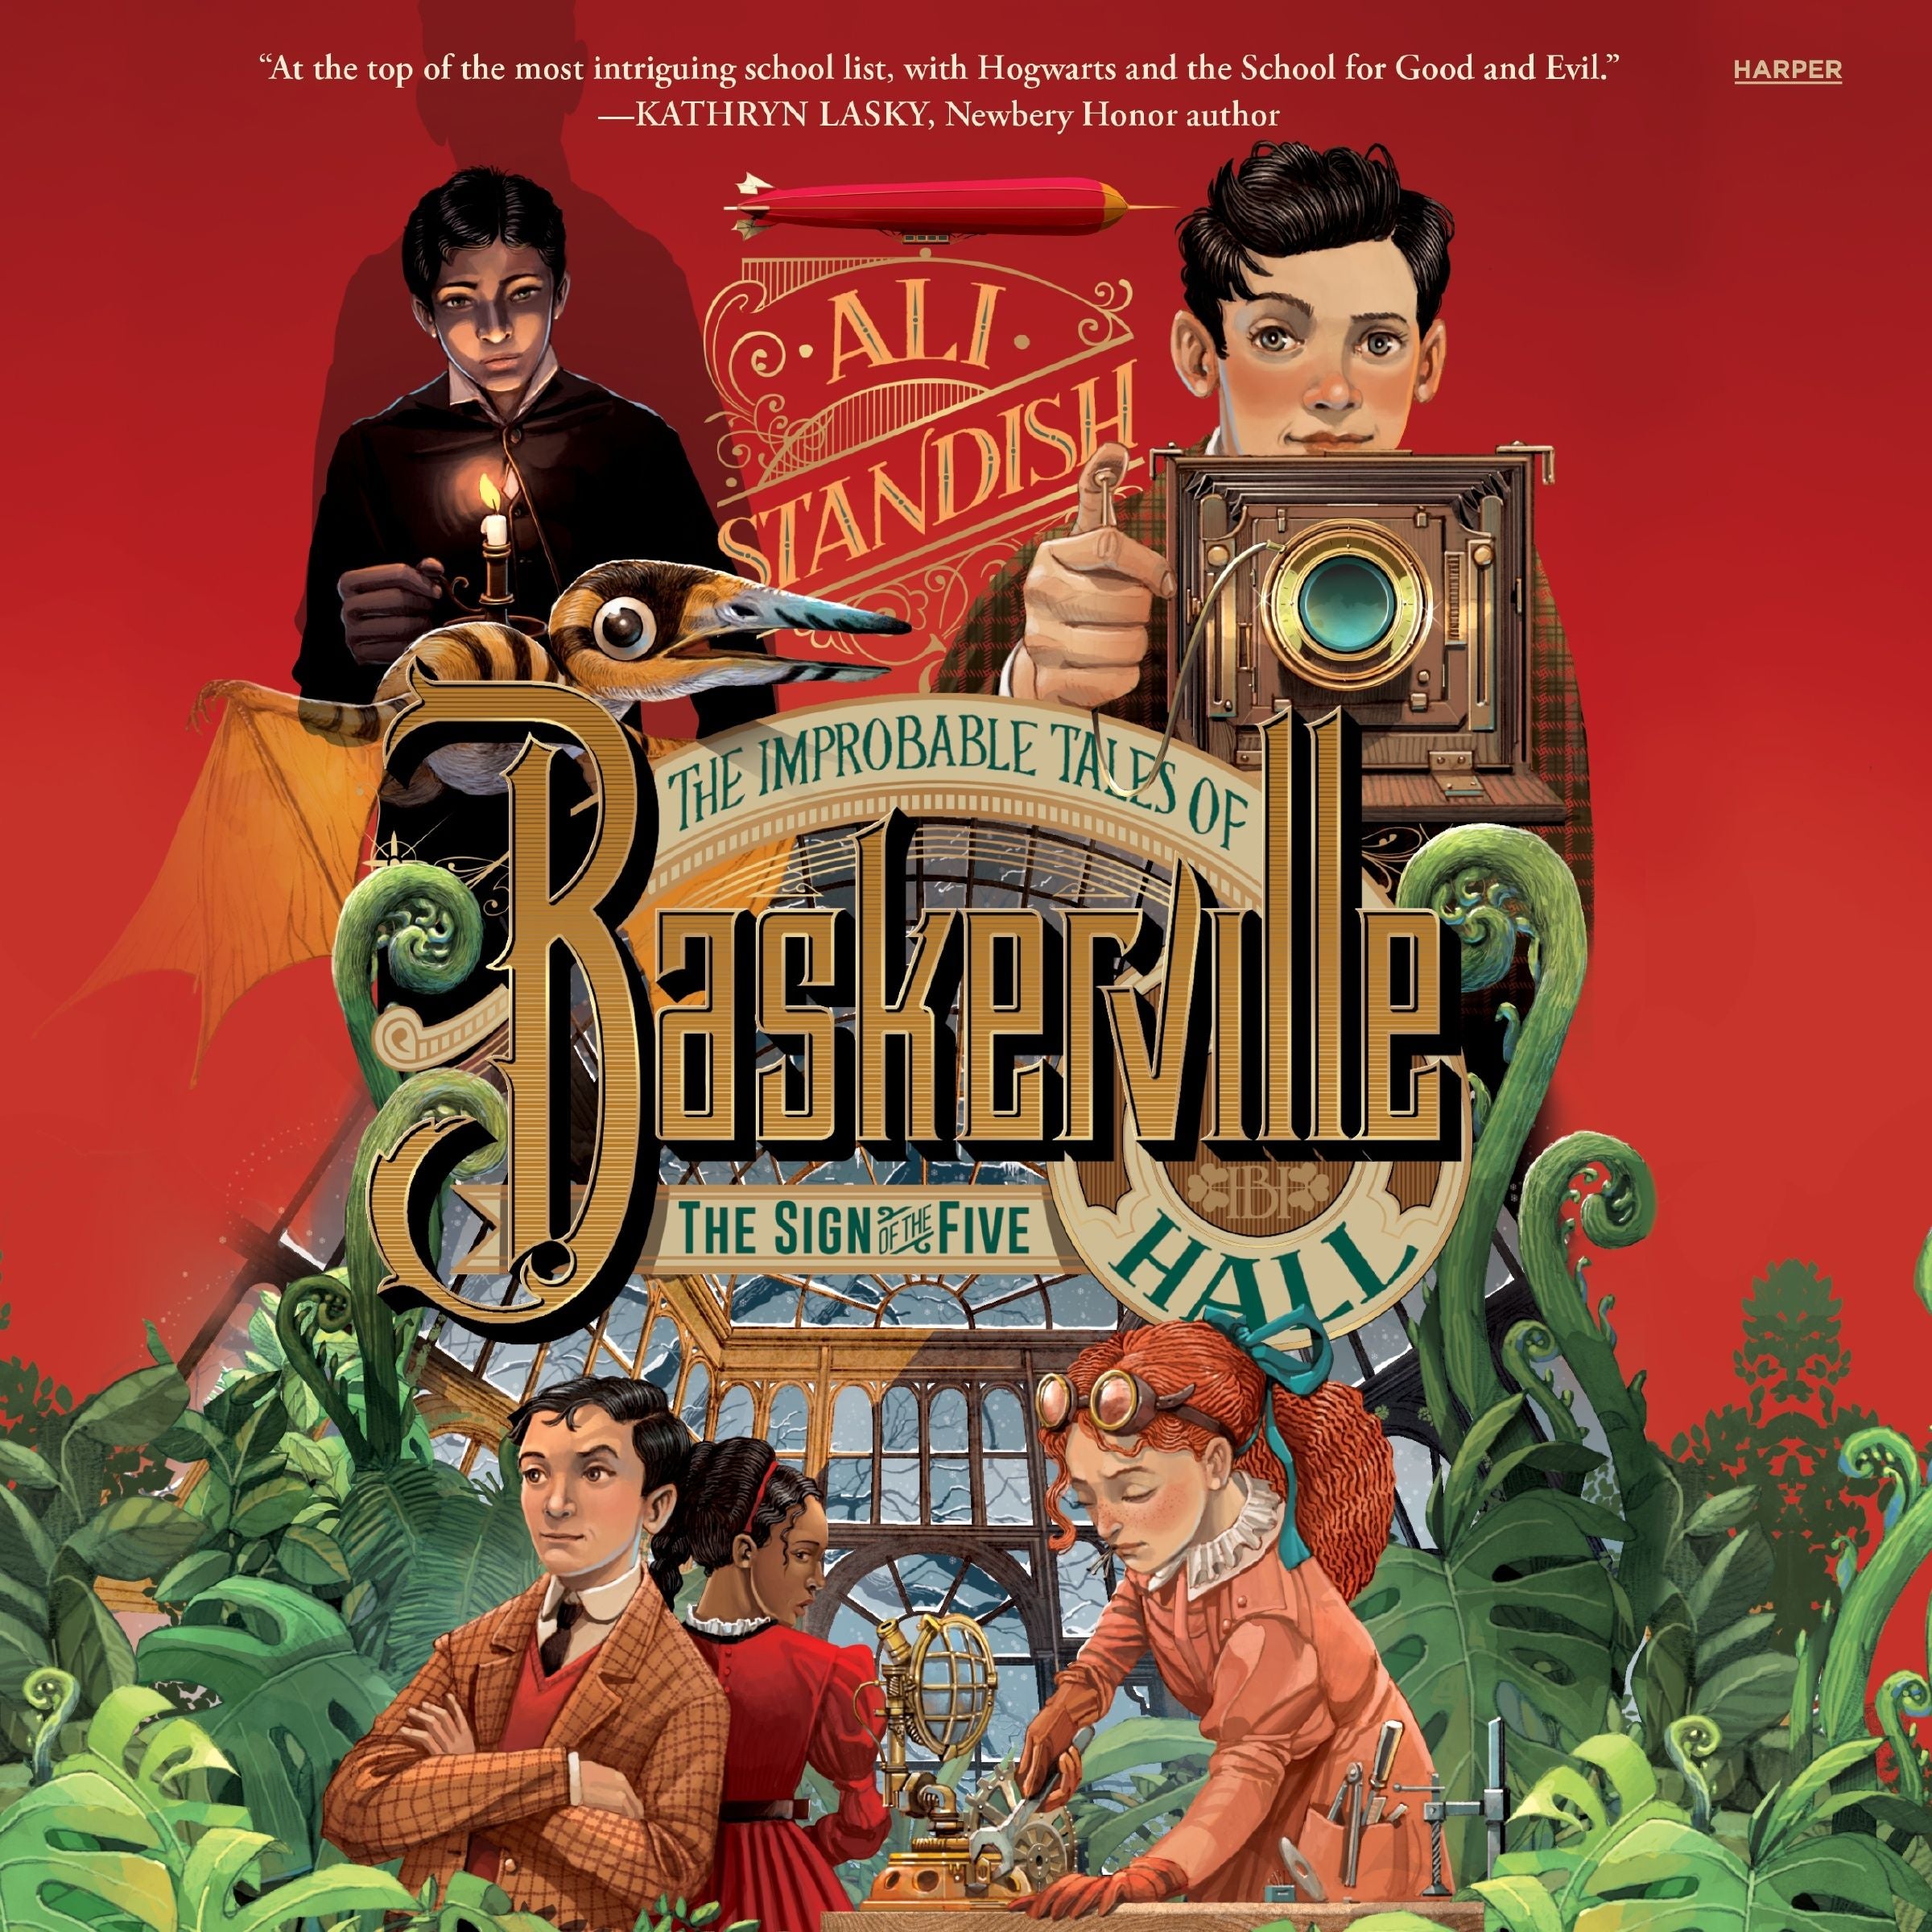 “At the top of the most intriguing school list, with Hogwarts and the School for Good and Evil.”
—KATHRYN LASKY, Newbery Honor author
HARPER
·ALI·
STANDISH
THE IMPROBABLE TALES OF
Baskerville
HALL
BH
THE SIGN OF THE FIVE